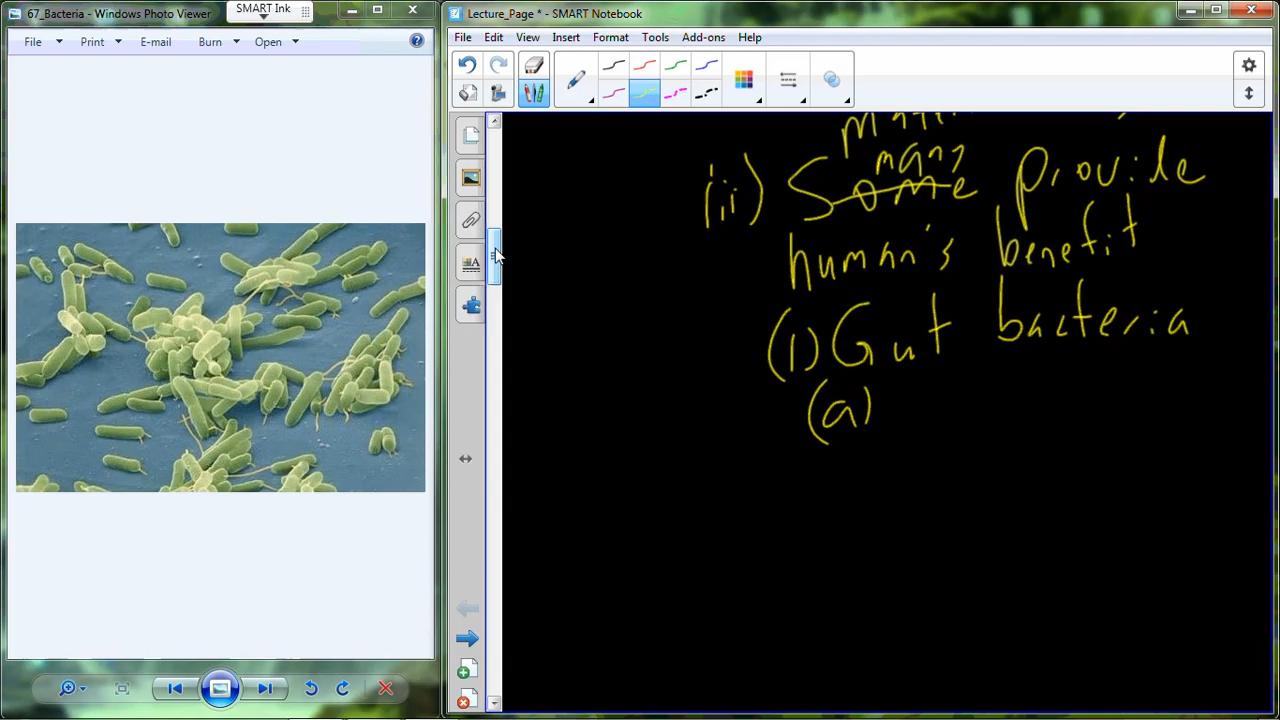 67_Bacteria - Windows Photo Viewer
SMART Ink
File Print E-mail Burn Open
Lecture_Page * - SMART Notebook
File Edit View Insert Format Tools Add-ons Help
many
(ii) Some provide
human's benefit
(1) Gut bacteria
(a)